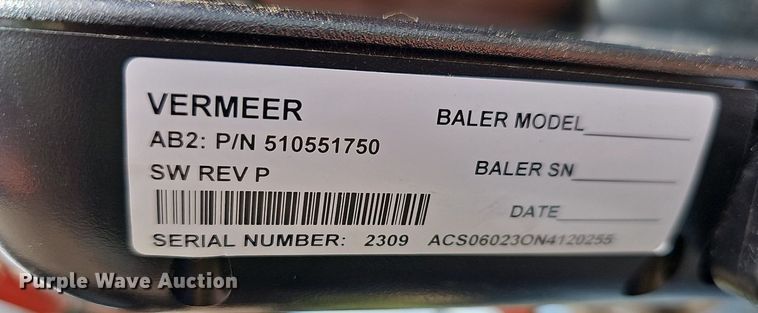 VERMEER
AB2: P/N 510551750
SW REV P
SERIAL NUMBER: 2309 ACS06023ON4120255
BALER MODEL
BALER SN
DATE
Purple Wave Auction